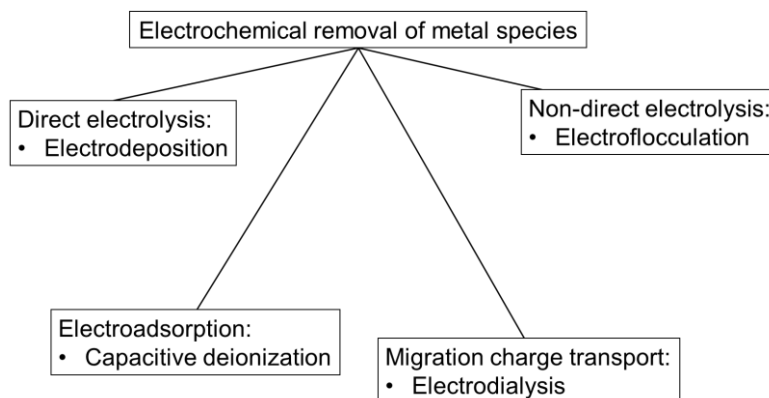 Electrochemical removal of metal species
Direct electrolysis:
• Electrodeposition
Non-direct electrolysis:
• Electroflocculation
Electroadsorption:
• Capacitive deionization
Migration charge transport:
• Electrodialysis